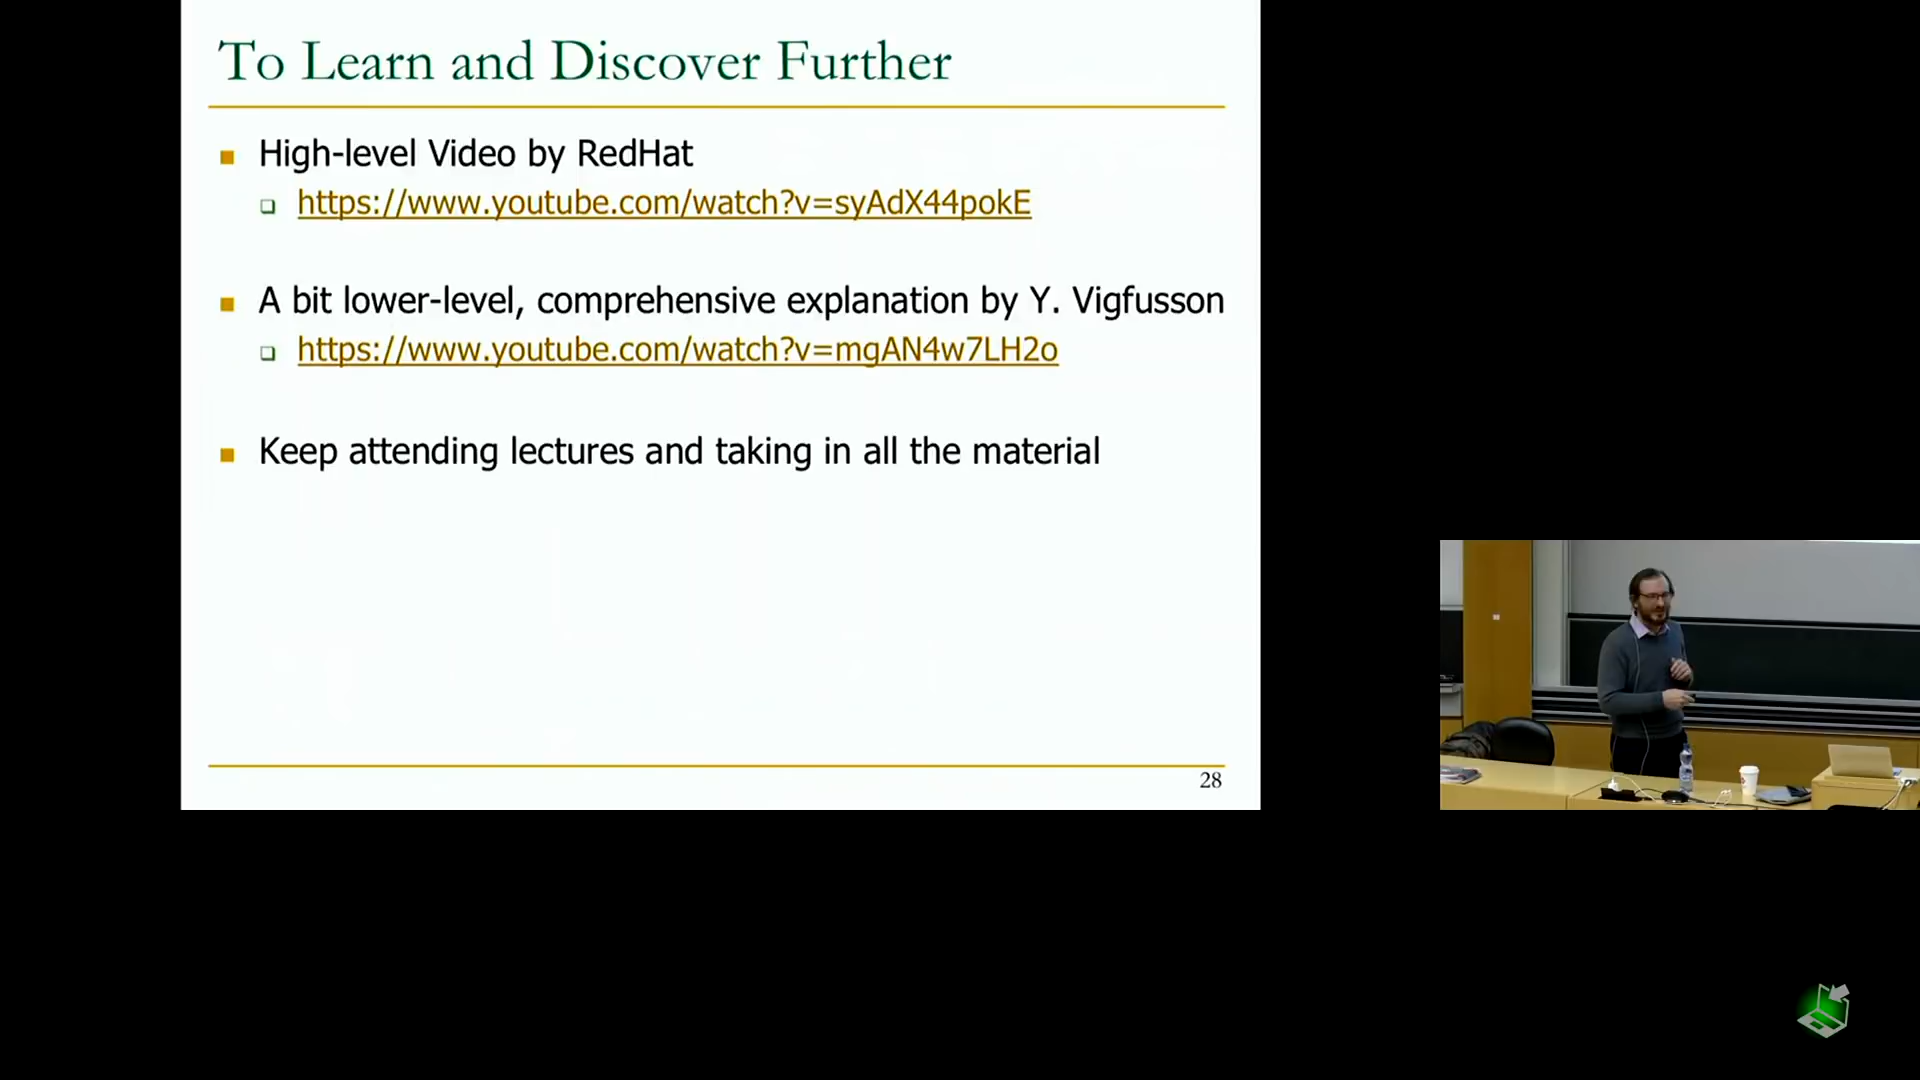 To Learn and Discover Further
High-level Video by RedHat
https://www.youtube.com/watch?v=syAdX44pokE
A bit lower-level, comprehensive explanation by Y. Vigfusson
https://www.youtube.com/watch?v=mgAN4w7LH2o
Keep attending lectures and taking in all the material
28